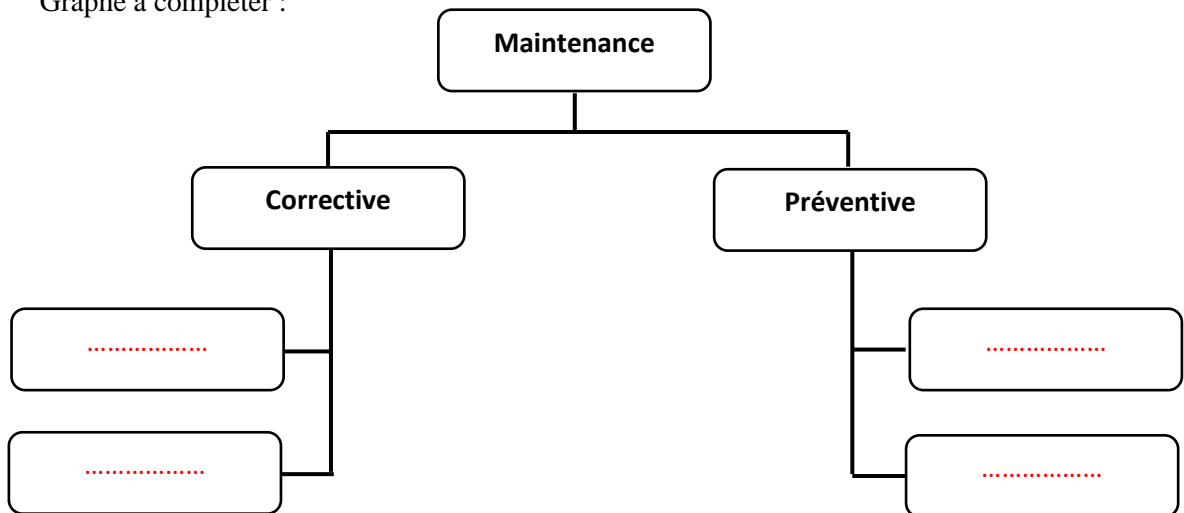 Graphe à compléter :
Maintenance
Corrective
Préventive
………………
………………
………………
………………